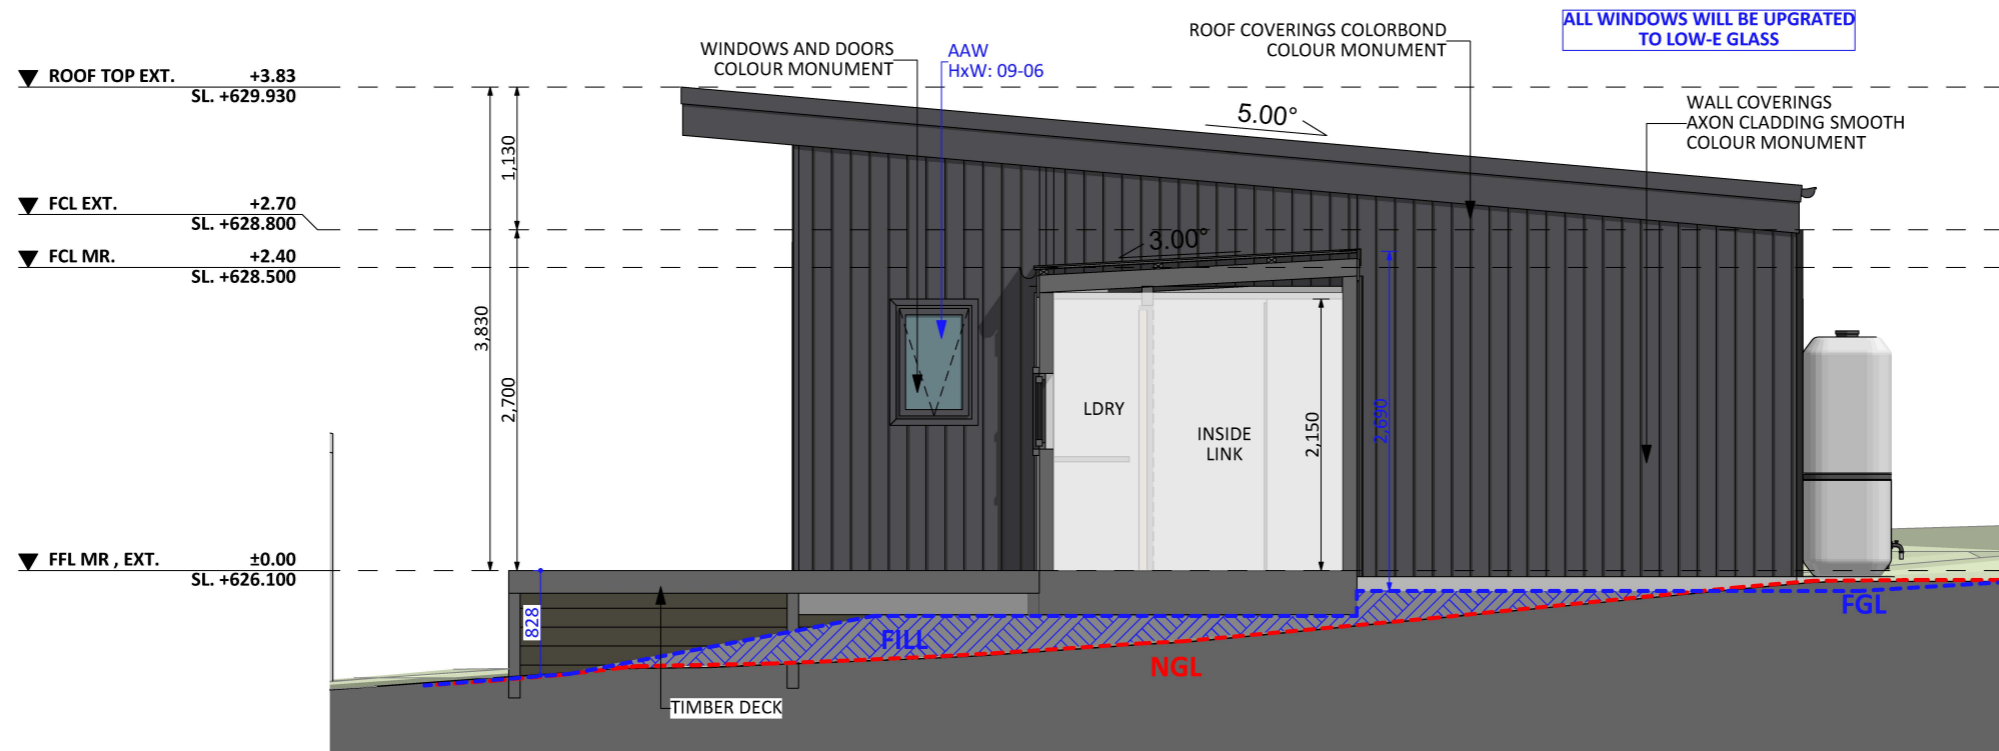 ALL WINDOWS WILL BE UPGRATED
TO LOW-E GLASS
ROOF COVERINGS COLORBOND
COLOUR MONUMENT
WINDOWS AND DOORS
COLOUR MONUMENT
AAW
HxW: 09-06
ROOF TOP EXT. +3.83
SL. +629.930
WALL COVERINGS
AXON CLADDING SMOOTH
COLOUR MONUMENT
5.00°
1,130
FCL EXT. +2.70
SL. +628.800
3.00°
FCL MR. +2.40
SL. +628.500
3,830
2,700
LDRY
INSIDE
LINK
2,150
2,690
FFL MR , EXT. ±0.00
SL. +626.100
828
FILL
FGL
NGL
TIMBER DECK